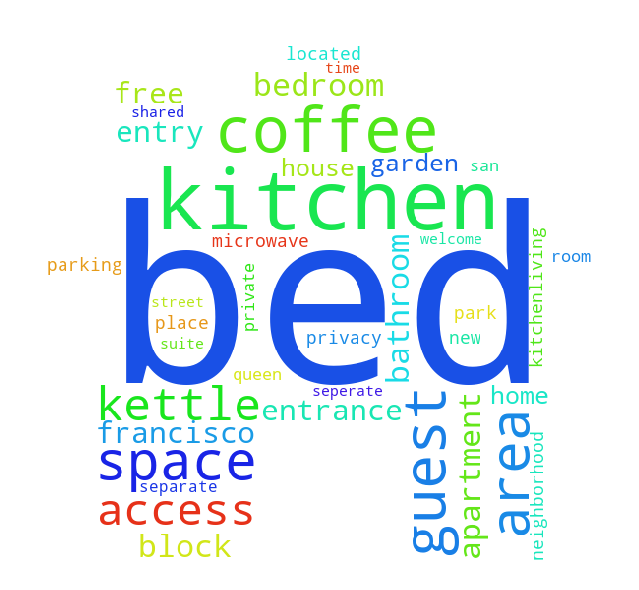 located
time
free
bedroom
shared
coffee
entry
house
garden
san
kitchen
microwave
welcome
bed
bathroom
kitchenliving
room
parking
private
street
place
park
suite
privacy
new
queen
seperate
kettle
entrance
home
francisco
guest
apartment
area
space
neighborhood
separate
access
block